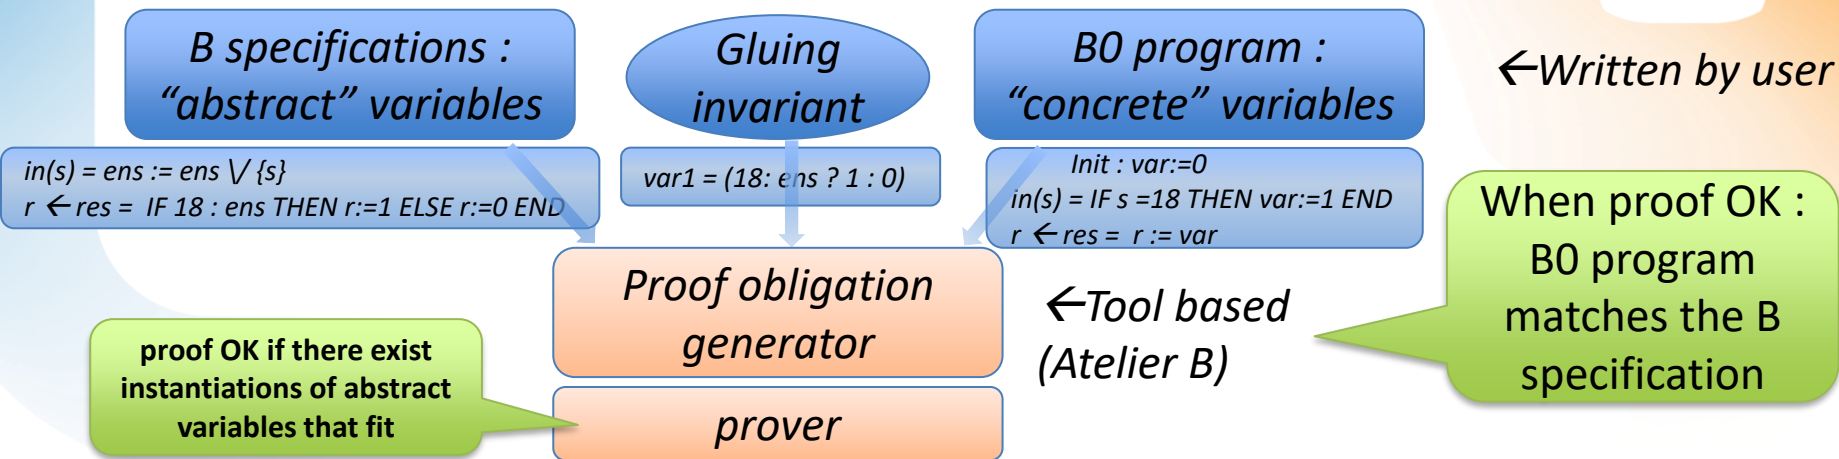 B specifications :
“abstract” variables
Gluing
invariant
B0 program :
“concrete” variables
←Written by user
in(s) = ens := ens \/ {s}
r ← res = IF 18 : ens THEN r:=1 ELSE r:=0 END
var1 = (18: ens ? 1 : 0)
Init : var:=0
in(s) = IF s =18 THEN var:=1 END
r ← res = r := var
When proof OK :
B0 program
matches the B
specification
Proof obligation
generator
←Tool based
(Atelier B)
proof OK if there exist
instantiations of abstract
variables that fit
prover